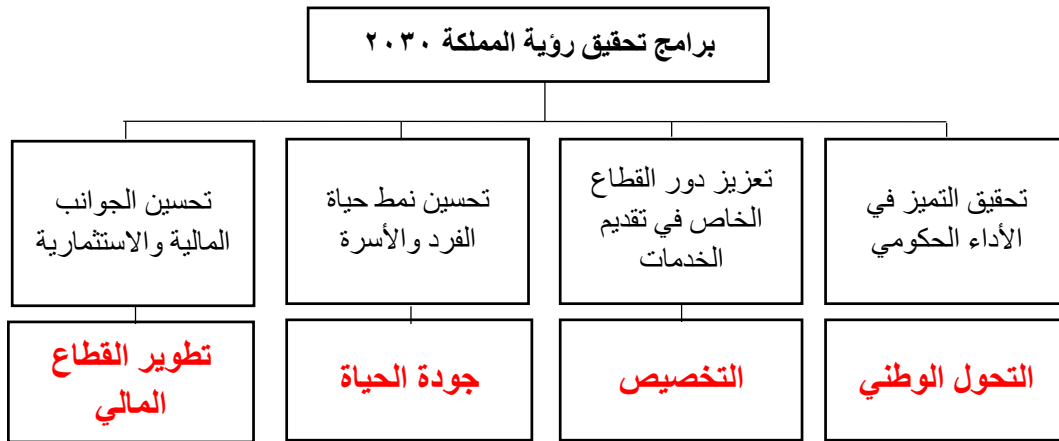 برامج تحقيق رؤية المملكة ٢٠٣٠
تحقيق التميز في
الأداء الحكومي
تعزيز دور القطاع
الخاص في تقديم
الخدمات
تحسين نمط حياة
الفرد والأسرة
تحسين الجوانب
المالية والاستثمارية
التحول الوطني
التخصيص
جودة الحياة
تطوير القطاع
المالي